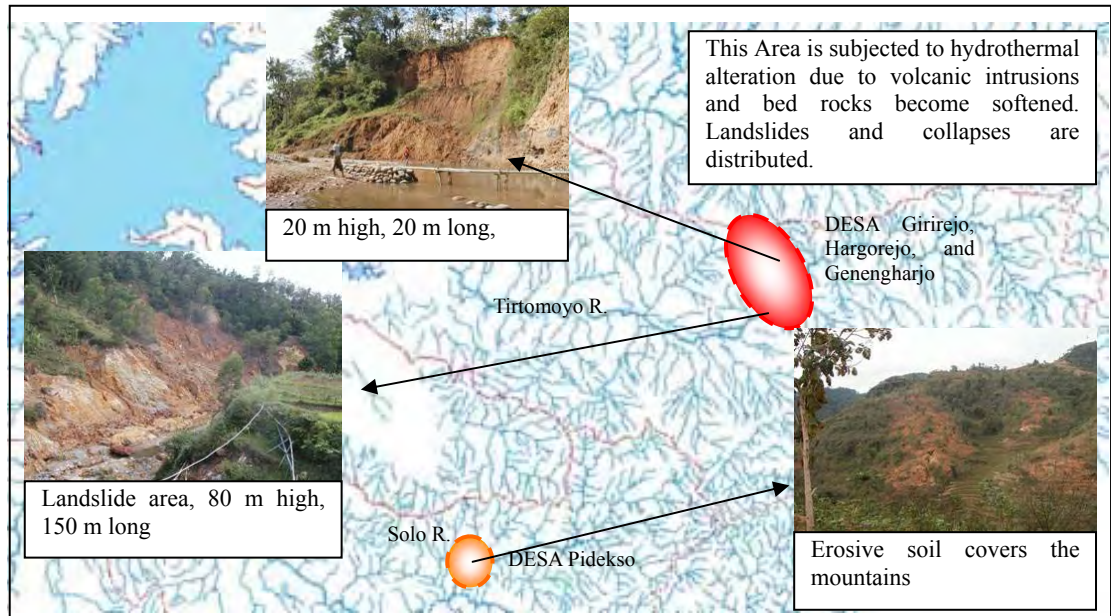 This Area is subjected to hydrothermal
alteration due to volcanic intrusions
and bed rocks become softened.
Landslides and collapses are
distributed.
20 m high, 20 m long,
DESA Girirejo,
Hargorejo, and
Genengharjo
Tirtomoyo R.
Landslide area, 80 m high,
150 m long
Solo R.
DESA Pidekso
Erosive soil covers the
mountains